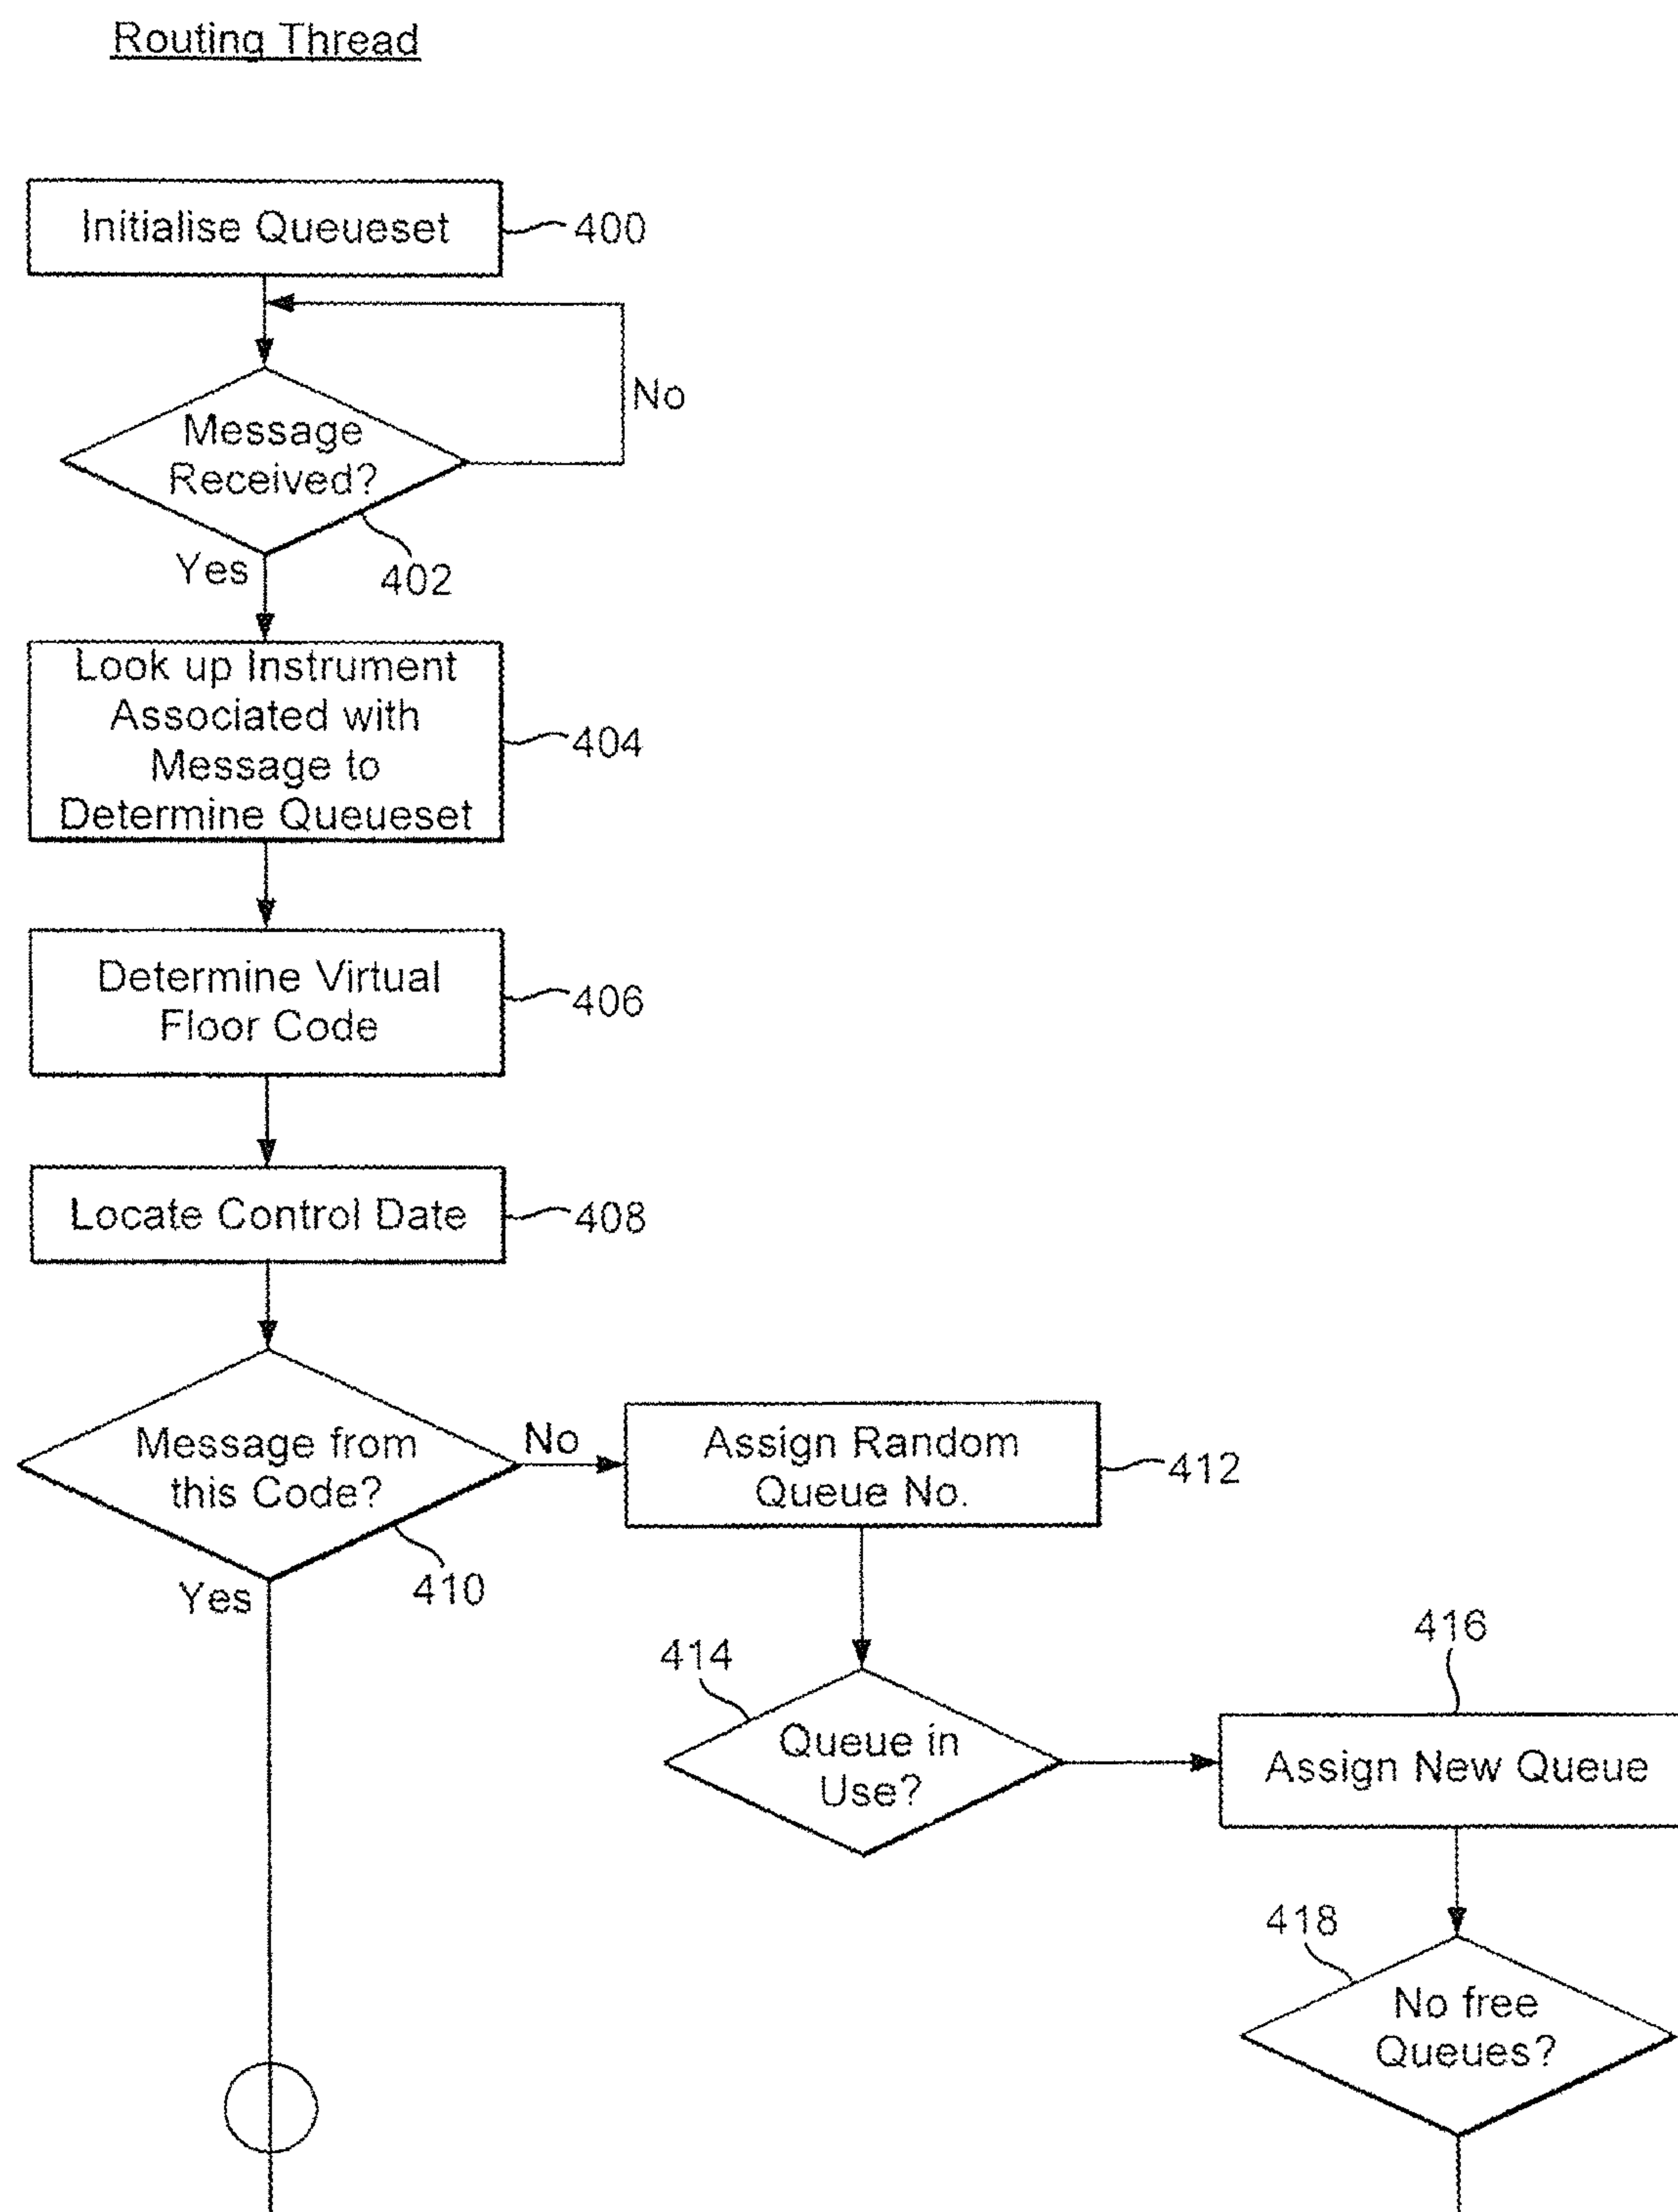 Routing Thread
Initialise Queueset
400
Message
Received?
No
Yes
402
Look up Instrument
Associated with
Message to
Determine Queueset
404
Determine Virtual
Floor Code
406
Locate Control Date
408
Message from
this Code?
No
Yes
410
Assign Random
Queue No.
412
414
Queue in
Use?
416
Assign New Queue
418
No free
Queues?